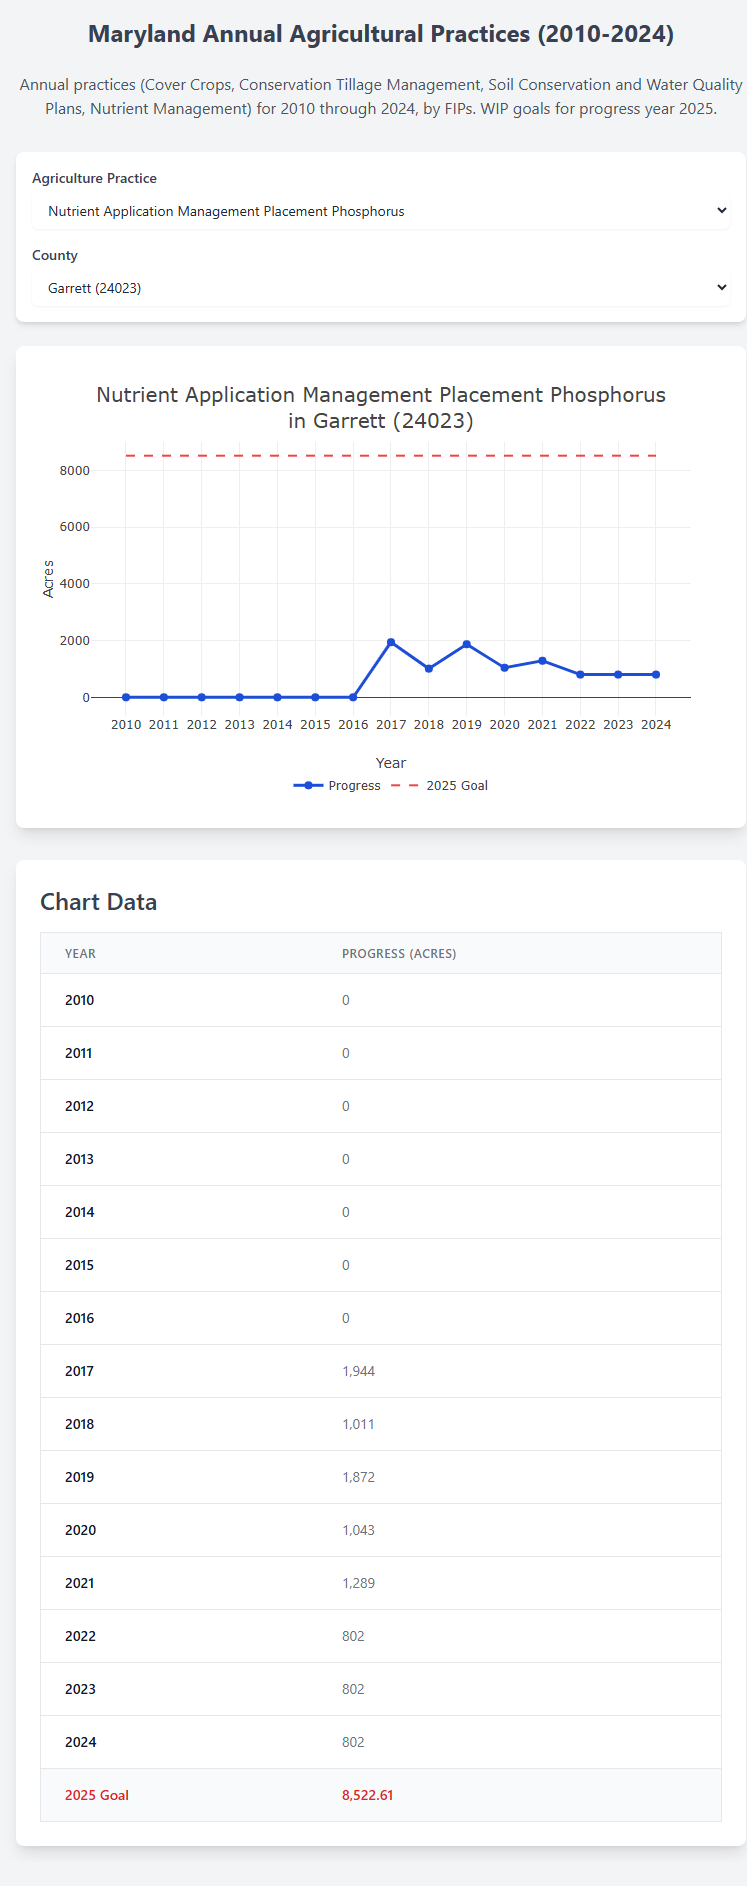 Maryland Annual Agricultural Practices (2010-2024)
Annual practices (Cover Crops, Conservation Tillage Management, Soil Conservation and Water Quality
Plans, Nutrient Management) for 2010 through 2024, by FIPs. WIP goals for progress year 2025.
Agriculture Practice
Nutrient Application Management Placement Phosphorus
County
Garrett (24023)
Nutrient Application Management Placement Phosphorus
in Garrett (24023)
8000
6000
4000
2000
0
Acres
2010 2011 2012 2013 2014 2015 2016 2017 2018 2019 2020 2021 2022 2023 2024
Year
Progress 2025 Goal
Chart Data
YEAR PROGRESS (ACRES)
2010 0
2011 0
2012 0
2013 0
2014 0
2015 0
2016 0
2017 1,944
2018 1,011
2019 1,872
2020 1,043
2021 1,289
2022 802
2023 802
2024 802
2025 Goal 8,522.61